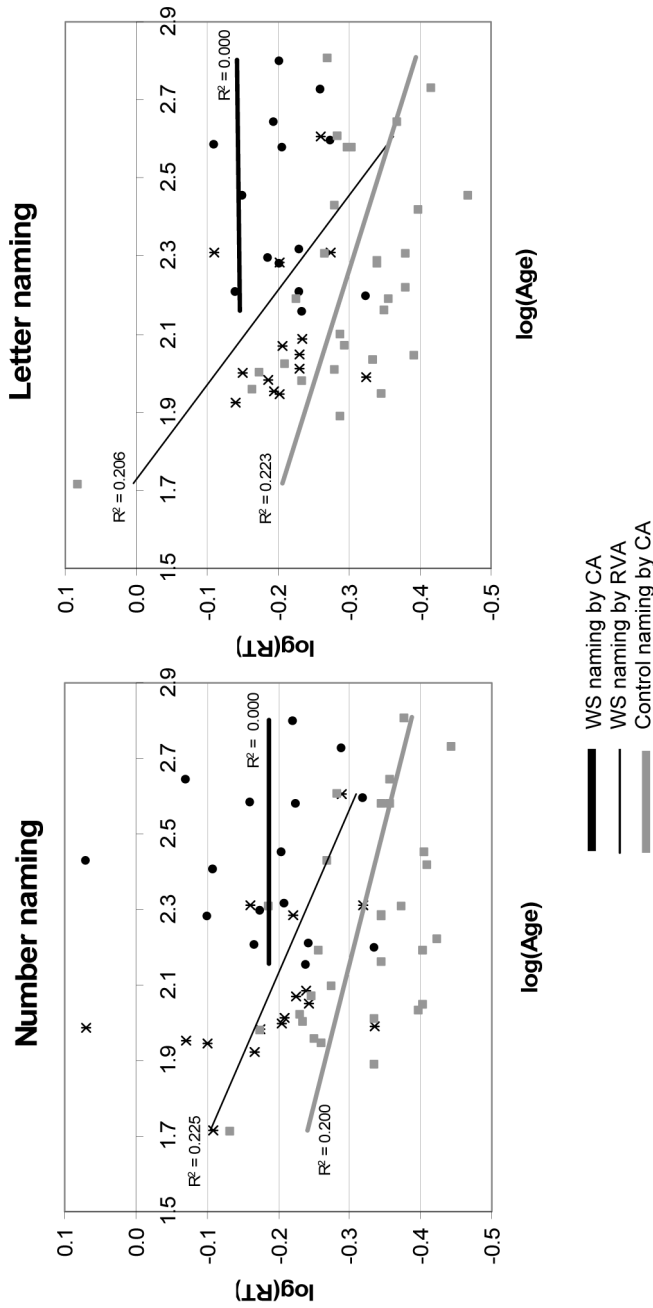 Number naming
1.5 1.7 1.9 2.1 2.3 2.5 2.7 2.9
0.1
0.0
-0.1
-0.2
-0.3
-0.4
-0.5
log(RT)
R² = 0.225
R² = 0.000
R² = 0.200
log(Age)
Letter naming
1.5 1.7 1.9 2.1 2.3 2.5 2.7 2.9
0.1
0.0
-0.1
-0.2
-0.3
-0.4
-0.5
log(RT)
R² = 0.206
R² = 0.000
R² = 0.223
log(Age)
WS naming by CA
WS naming by RVA
Control naming by CA